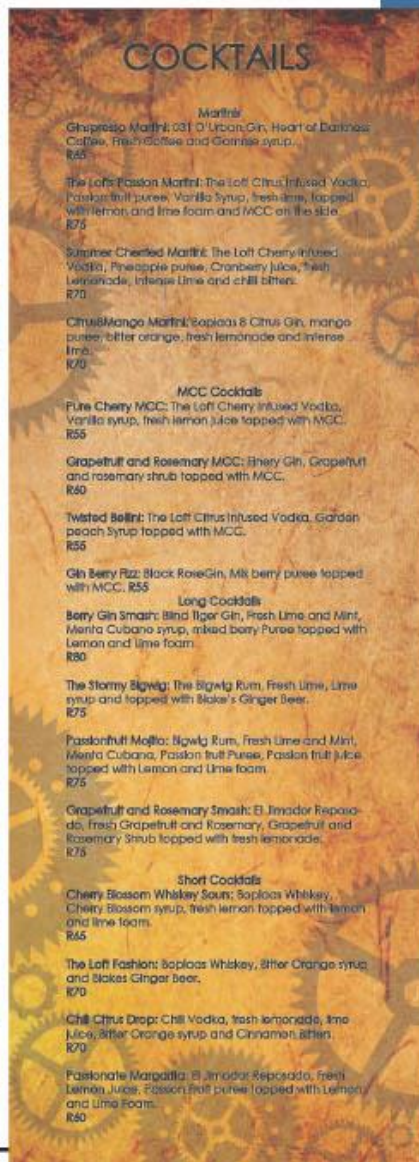 COCKTAILS
Martinis
Ginspresso Martini: 031 D'Urban Gin, Heart of Darkness
Coffee, Fresh Coffee and Gomme syrup.
R65
The Lofts Passion Martini: The Loft Citrus Infused Vodka,
Passion fruit puree, Vanilla Syrup, fresh lime, topped
with lemon and lime foam and MCC on the side.
R75
Summer Cherried Martini: The Loft Cherry Infused
Vodka, Pineapple puree, Cranberry juice, fresh
Lemonade, Intense Lime and chilli bitters.
R70
Citrus&Mango Martini: Boplaas 8 Citrus Gin, mango
puree, bitter orange, fresh lemonade and intense
lime.
R70
MCC Cocktails
Pure Cherry MCC: The Loft Cherry Infused Vodka,
Vanilla syrup, fresh lemon juice topped with MCC.
R55
Grapefruit and Rosemary MCC: Finery Gin, Grapefruit
and rosemary shrub topped with MCC.
R60
Twisted Bellini: The Loft Citrus Infused Vodka, Garden
peach Syrup topped with MCC.
R55
Gin Berry Fizz: Black RoseGin, Mix berry puree topped
with MCC. R55
Long Cocktails
Berry Gin Smash: Blind Tiger Gin, Fresh Lime and Mint,
Menta Cubano syrup, mixed berry Puree topped with
Lemon and Lime foam
R80
The Stormy Bigwig: The Bigwig Rum, Fresh Lime, Lime
syrup and topped with Blake's Ginger Beer.
R75
Passionfruit Mojito: Bigwig Rum, Fresh Lime and Mint,
Menta Cubana, Passion fruit Puree, Passion fruit juice
topped with Lemon and Lime foam.
R75
Grapefruit and Rosemary Smash: El Jimador Reposa-
do, Fresh Grapefruit and Rosemary, Grapefruit and
Rosemary Shrub topped with fresh lemonade.
R75
Short Cocktails
Cherry Blossom Whiskey Sours: Boplaas Whiskey,
Cherry Blossom syrup, fresh lemon topped with lemon
and lime foam.
R65
The Loft Fashion: Boplaas Whiskey, Bitter Orange syrup
and Blakes Ginger Beer.
R70
Chili Citrus Drop: Chili Vodka, fresh lemonade, lime
juice, Bitter Orange syrup and Cinnamon Bitters.
R70
Passionate Margarita: El Jimador Reposado, Fresh
Lemon Juice, Passion fruit puree topped with Lemon
and Lime Foam.
R60